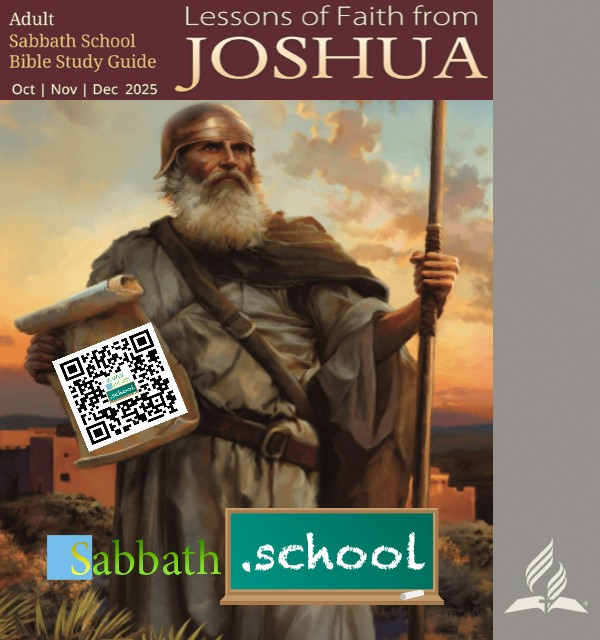 Adult
Sabbath School
Bible Study Guide
Oct | Nov | Dec 2025
Lessons of Faith from
JOSHUA
Sabbath .school